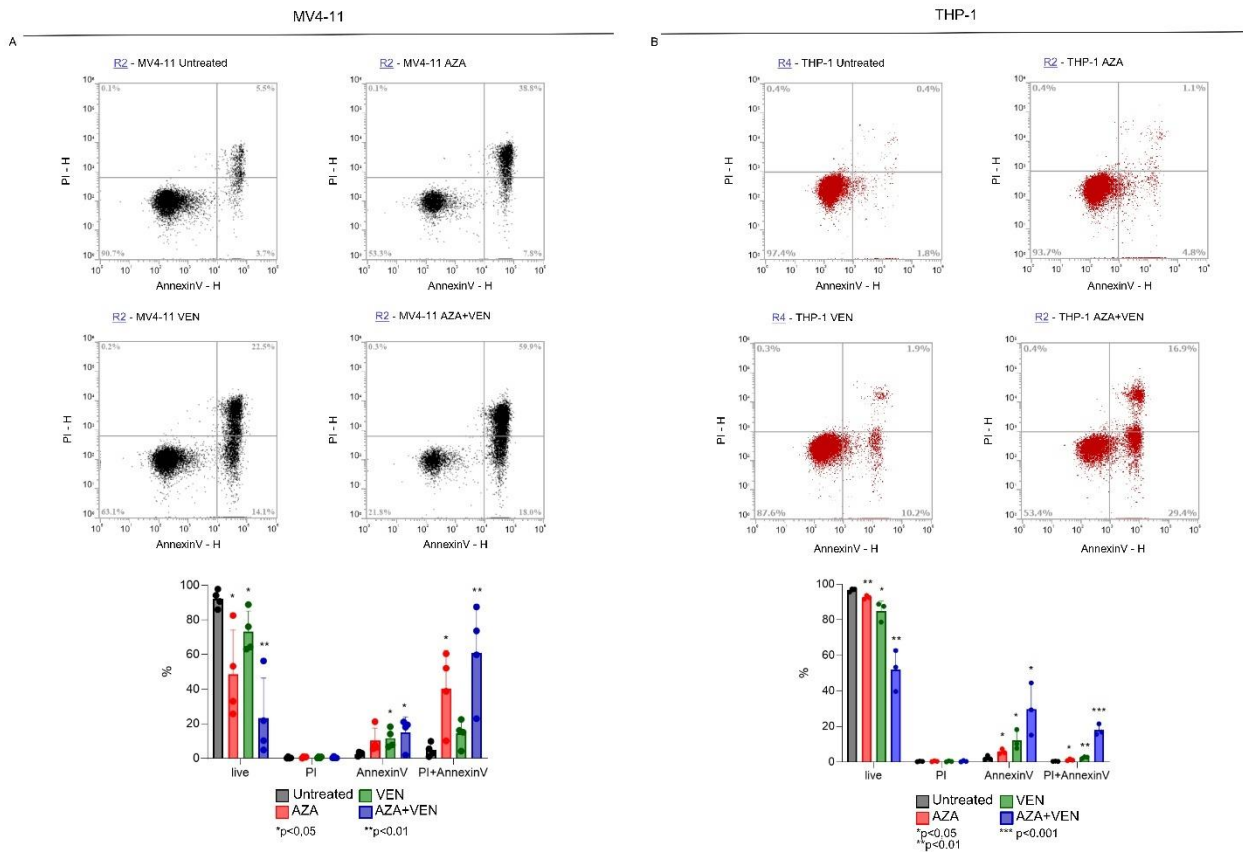 MV4-11
THP-1
A
B
R2 - MV4-11 Untreated
R2 - MV4-11 AZA
R4 - THP-1 Untreated
R2 - THP-1 AZA
0.1% 5.5%
90.7% 3.7%
PI - H
AnnexinV - H
0.1% 38.8%
53.3% 7.8%
PI - H
AnnexinV - H
0.4% 0.4%
97.4% 1.8%
PI - H
AnnexinV - H
0.4% 1.1%
93.7% 4.8%
PI - H
AnnexinV - H
R2 - MV4-11 VEN
R2 - MV4-11 AZA+VEN
R4 - THP-1 VEN
R2 - THP-1 AZA+VEN
0.2% 22.5%
63.1% 14.1%
PI - H
AnnexinV - H
0.3% 59.9%
21.8% 18.0%
PI - H
AnnexinV - H
0.3% 1.9%
87.6% 10.2%
PI - H
AnnexinV - H
0.4% 16.9%
53.4% 29.4%
PI - H
AnnexinV - H
%
100
80
60
40
20
0
* * ** * * * **
live PI AnnexinV PI+AnnexinV
Untreated VEN
AZA AZA+VEN
*p<0,05 **p<0.01
%
100
80
60
40
20
0
** * ** * * * * ** ***
live PI AnnexinV PI+AnnexinV
Untreated VEN
AZA AZA+VEN
*p<0,05 *** p<0.001
**p<0.01